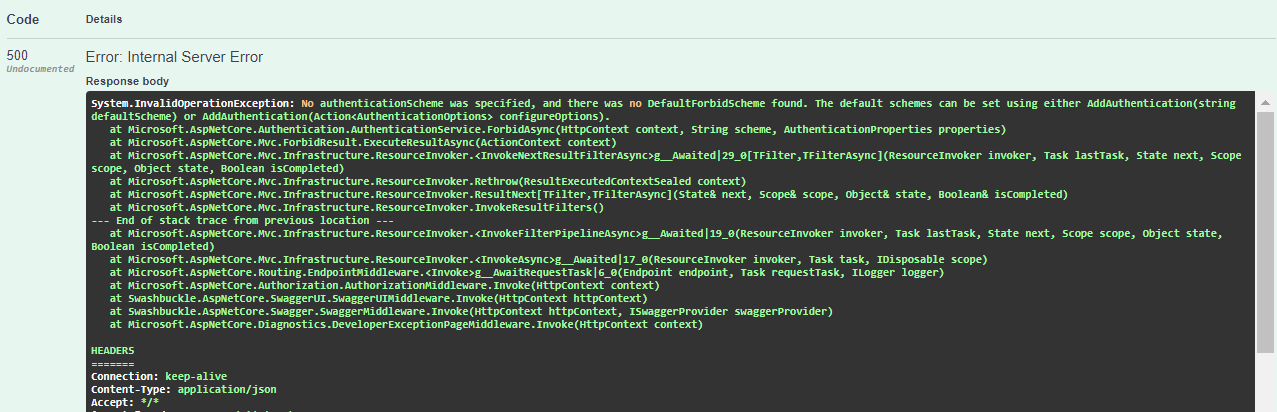 Code Details
500 Error: Internal Server Error
Undocumented
Response body
System.InvalidOperationException: No authenticationScheme was specified, and there was no DefaultForbidScheme found. The default schemes can be set using either AddAuthentication(string
defaultScheme) or AddAuthentication(Action<AuthenticationOptions> configureOptions).
at Microsoft.AspNetCore.Authentication.AuthenticationService.ForbidAsync(HttpContext context, String scheme, AuthenticationProperties properties)
at Microsoft.AspNetCore.Mvc.ForbidResult.ExecuteResultAsync(ActionContext context)
at Microsoft.AspNetCore.Mvc.Infrastructure.ResourceInvoker.<InvokeNextResultFilterAsync>g__Awaited|29_0[TFilter,TFilterAsync](ResourceInvoker invoker, Task lastTask, State next, Scope
scope, Object state, Boolean isCompleted)
at Microsoft.AspNetCore.Mvc.Infrastructure.ResourceInvoker.Rethrow(ResultExecutedContextSealed context)
at Microsoft.AspNetCore.Mvc.Infrastructure.ResourceInvoker.ResultNext[TFilter,TFilterAsync](State& next, Scope& scope, Object& state, Boolean& isCompleted)
at Microsoft.AspNetCore.Mvc.Infrastructure.ResourceInvoker.InvokeResultFilters()
--- End of stack trace from previous location ---
at Microsoft.AspNetCore.Mvc.Infrastructure.ResourceInvoker.<InvokeFilterPipelineAsync>g__Awaited|19_0(ResourceInvoker invoker, Task lastTask, State next, Scope scope, Object state,
Boolean isCompleted)
at Microsoft.AspNetCore.Mvc.Infrastructure.ResourceInvoker.<InvokeAsync>g__Awaited|17_0(ResourceInvoker invoker, Task task, IDisposable scope)
at Microsoft.AspNetCore.Routing.EndpointMiddleware.<Invoke>g__AwaitRequestTask|6_0(Endpoint endpoint, Task requestTask, ILogger logger)
at Microsoft.AspNetCore.Authorization.AuthorizationMiddleware.Invoke(HttpContext context)
at Swashbuckle.AspNetCore.SwaggerUI.SwaggerUIMiddleware.Invoke(HttpContext httpContext)
at Swashbuckle.AspNetCore.Swagger.SwaggerMiddleware.Invoke(HttpContext httpContext, ISwaggerProvider swaggerProvider)
at Microsoft.AspNetCore.Diagnostics.DeveloperExceptionPageMiddleware.Invoke(HttpContext context)
HEADERS
=======
Connection: keep-alive
Content-Type: application/json
Accept: */*